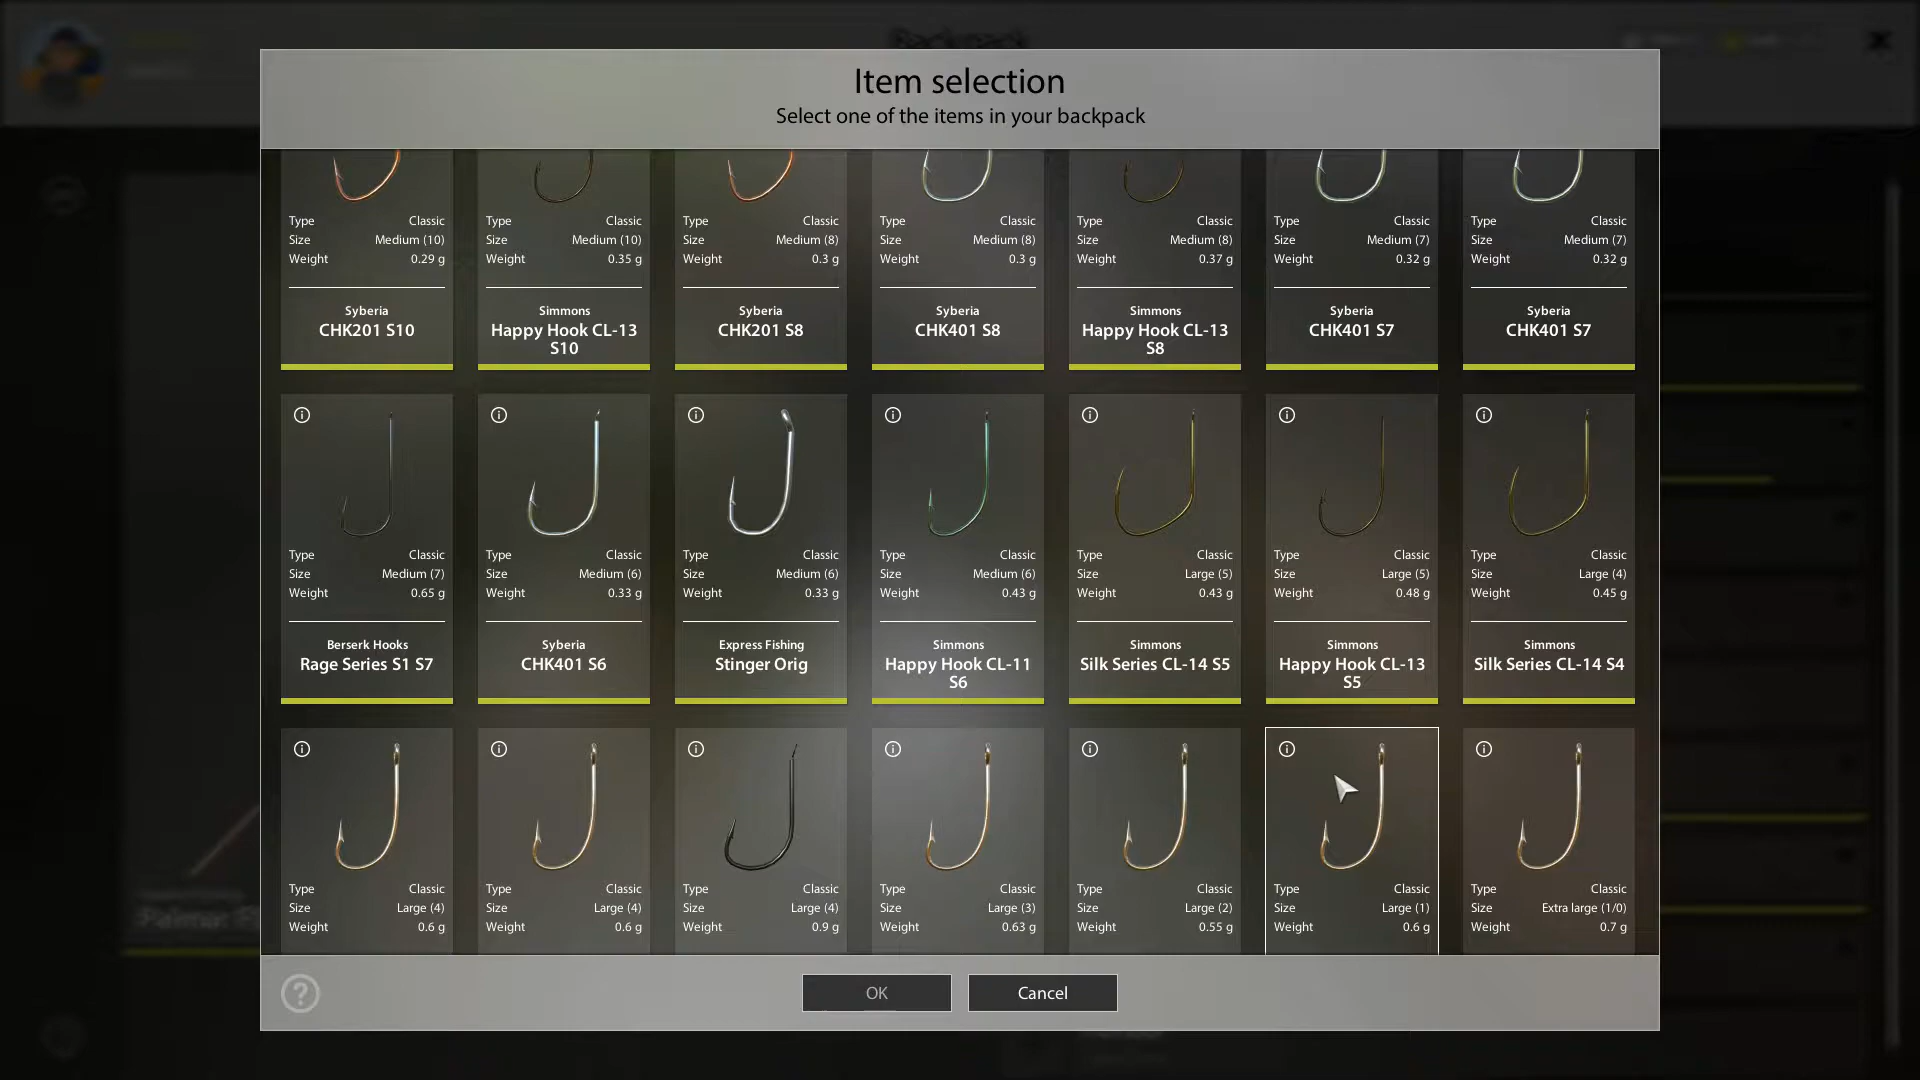 Backpack
Item selection
Select one of the items in your backpack
Type Classic
Size Medium (10)
Weight 0.29 g
Syberia
CHK201 S10
Type Classic
Size Medium (10)
Weight 0.35 g
Simmons
Happy Hook CL-13
S10
Type Classic
Size Medium (8)
Weight 0.3 g
Syberia
CHK201 S8
Type Classic
Size Medium (8)
Weight 0.3 g
Syberia
CHK401 S8
Type Classic
Size Medium (8)
Weight 0.37 g
Simmons
Happy Hook CL-13
S8
Type Classic
Size Medium (7)
Weight 0.32 g
Syberia
CHK401 S7
Type Classic
Size Medium (7)
Weight 0.32 g
Syberia
CHK401 S7
Type Classic
Size Medium (7)
Weight 0.65 g
Berserk Hooks
Rage Series S1 S7
Type Classic
Size Medium (6)
Weight 0.33 g
Syberia
CHK401 S6
Type Classic
Size Medium (6)
Weight 0.33 g
Express Fishing
Stinger Orig
Type Classic
Size Medium (6)
Weight 0.43 g
Simmons
Happy Hook CL-11
S6
Type Classic
Size Large (5)
Weight 0.43 g
Simmons
Silk Series CL-14 S5
Type Classic
Size Large (5)
Weight 0.48 g
Simmons
Happy Hook CL-13
S5
Type Classic
Size Large (4)
Weight 0.45 g
Simmons
Silk Series CL-14 S4
Type Classic
Size Large (4)
Weight 0.6 g
Type Classic
Size Large (4)
Weight 0.6 g
Type Classic
Size Large (4)
Weight 0.9 g
Type Classic
Size Large (3)
Weight 0.63 g
Type Classic
Size Large (2)
Weight 0.55 g
Type Classic
Size Large (1)
Weight 0.6 g
Type Classic
Size Extra large (1/0)
Weight 0.7 g
?
OK
Cancel